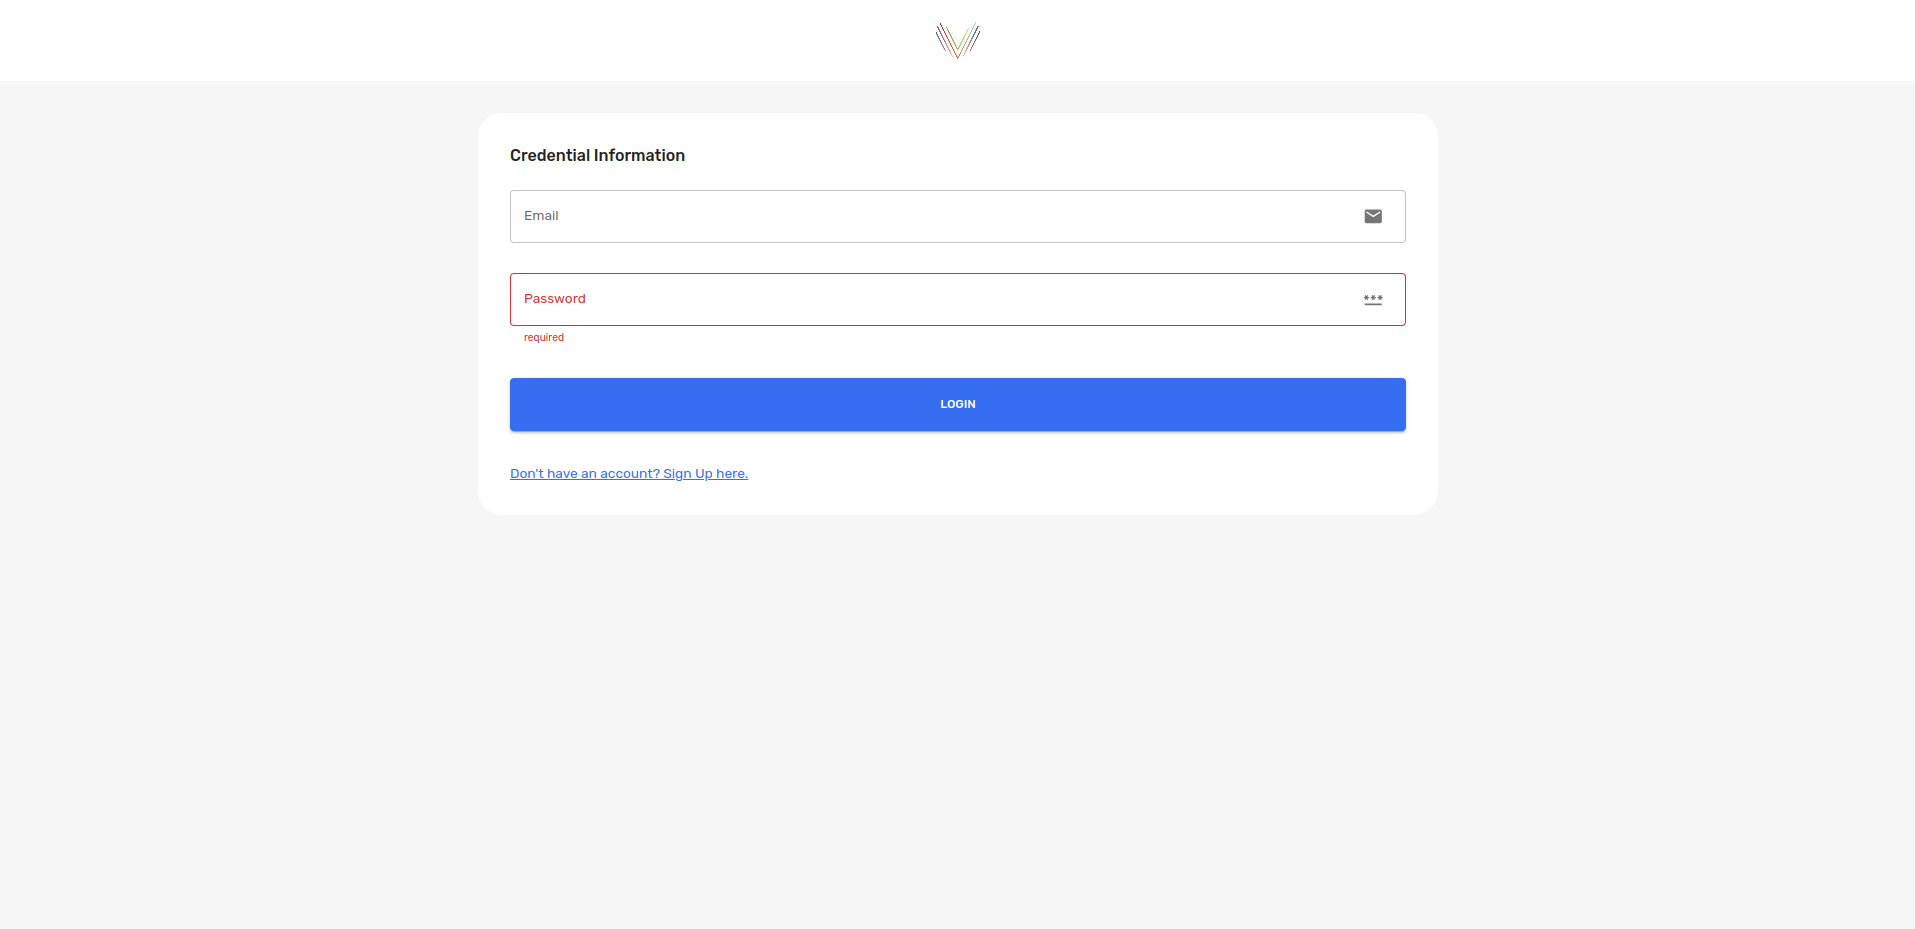 Credential Information
Email
Password
required
LOGIN
Don't have an account? Sign Up here.